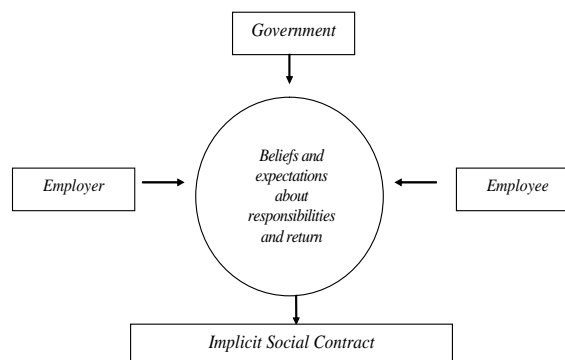 Government
Employer
Beliefs and
expectations
about
responsibilities
and return
Employee
Implicit Social Contract